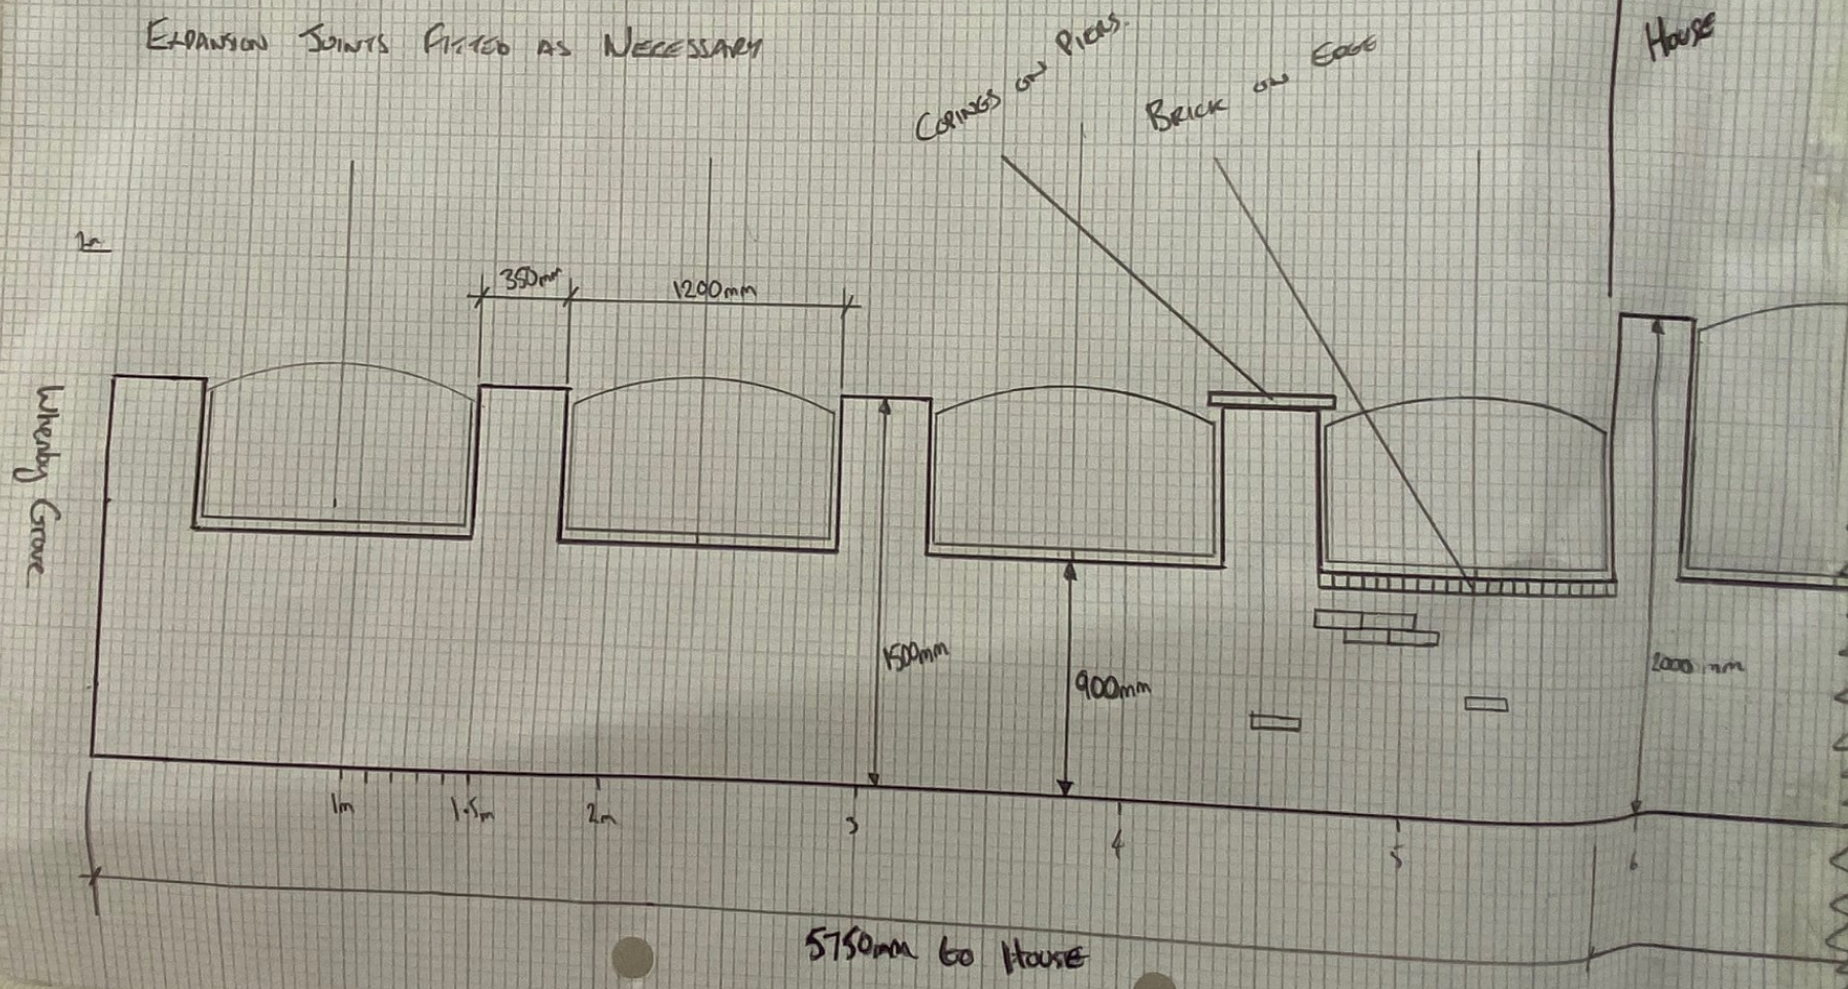 EXPANSION JOINTS FITTED AS NECESSARY
COPINGS ON PIERS.
BRICK ON EDGE
HOUSE
2m
350mm
1200mm
Whenby Grove
1500mm
900mm
2000mm
1m
1.5m
2m
3
4
5
6
5750mm to HOUSE